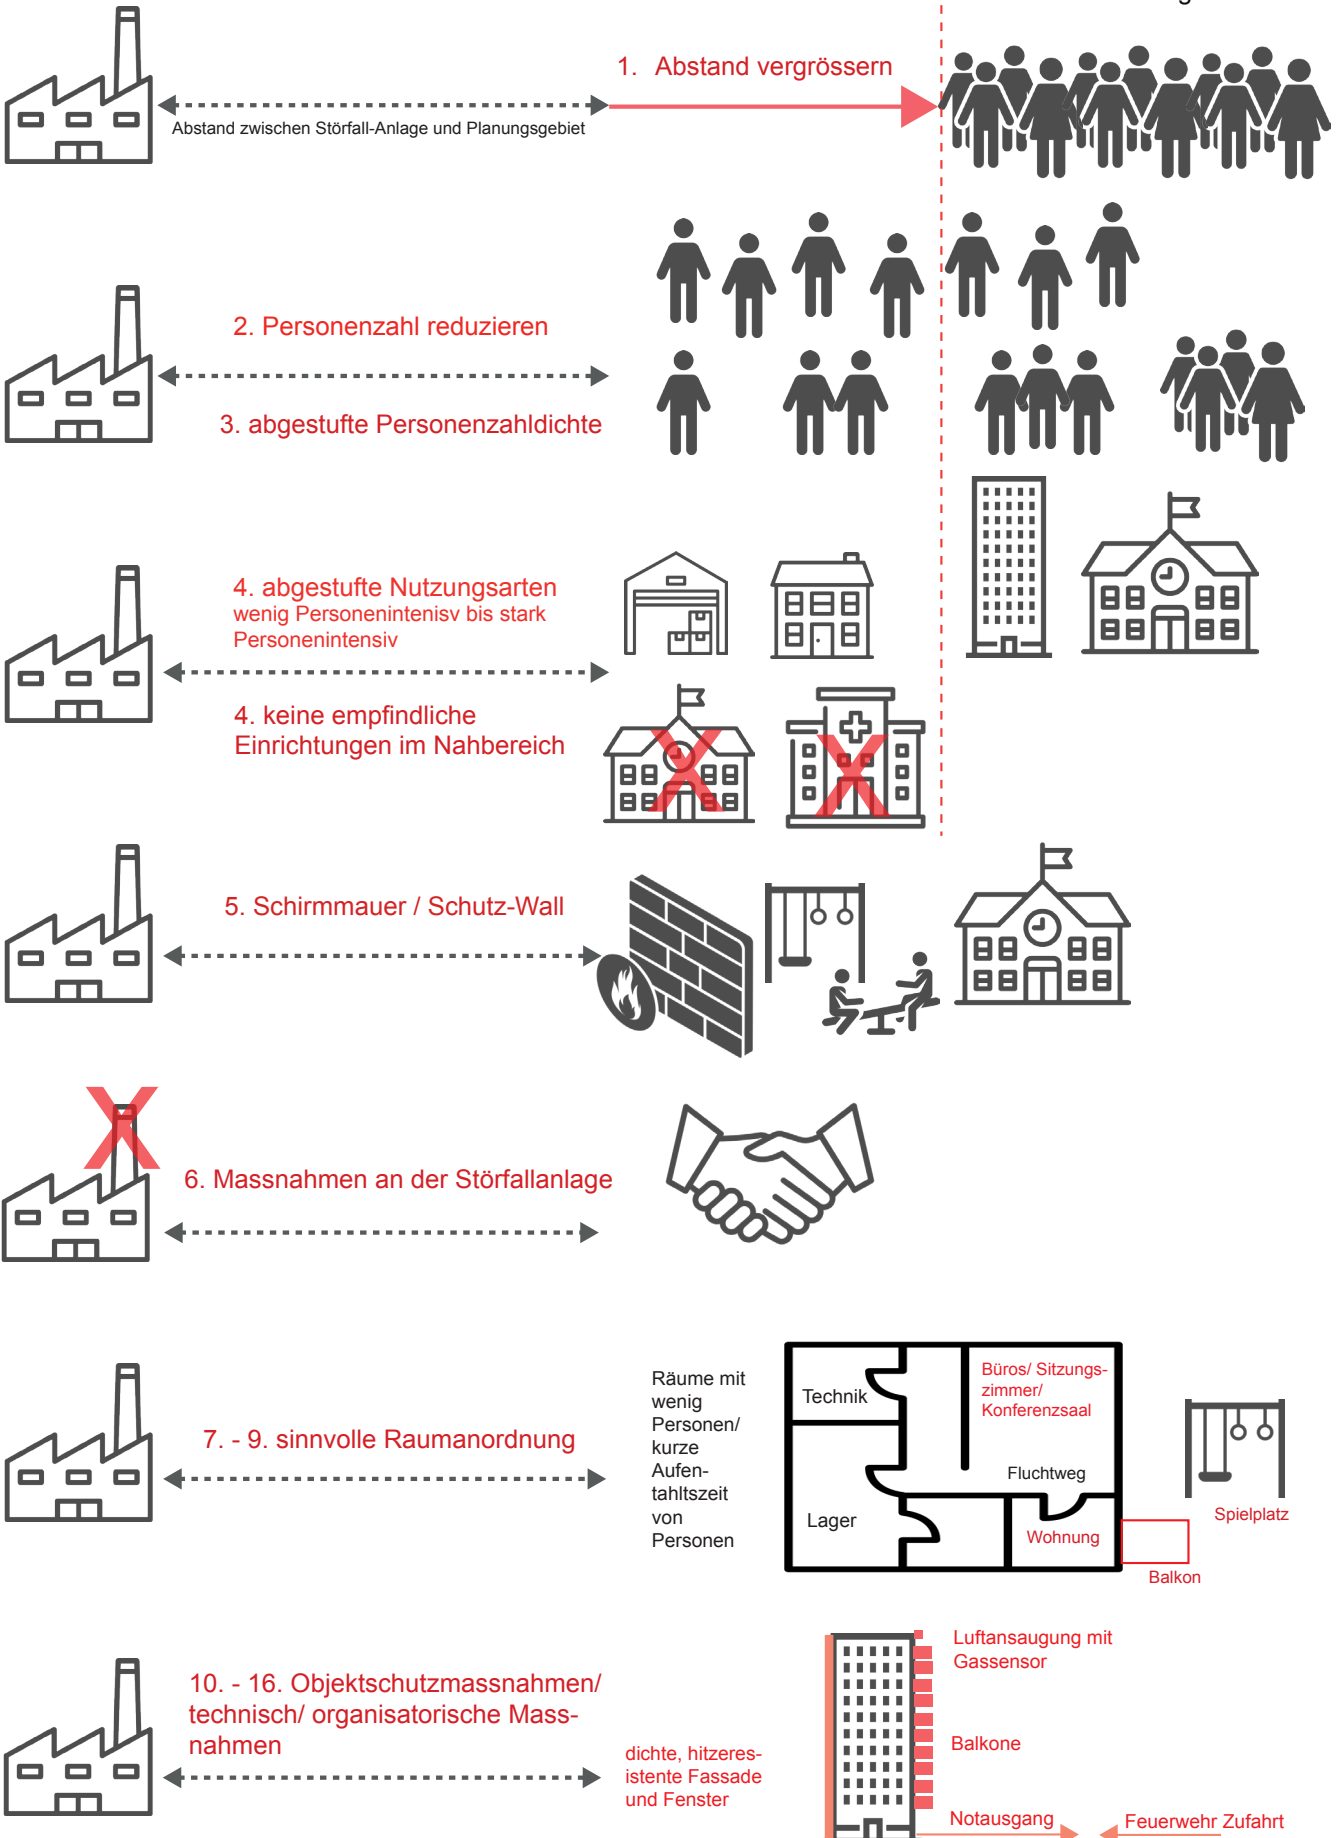 1. Abstand vergrössern
Abstand zwischen Störfall-Anlage und Planungsgebiet
2. Personenzahl reduzieren
3. abgestufte Personenzahldichte
4. abgestufte Nutzungsarten
wenig Personenintenisv bis stark
Personenintensiv
4. keine empfindliche
Einrichtungen im Nahbereich
5. Schirmmauer / Schutz-Wall
6. Massnahmen an der Störfallanlage
7. - 9. sinnvolle Raumanordnung
Räume mit
wenig
Personen/
kurze
Aufen-
tahltszeit
von
Personen
Technik
Büros/ Sitzungs-
zimmer/
Konferenzsaal
Fluchtweg
Lager
Wohnung
Spielplatz
Balkon
10. - 16. Objektschutzmassnahmen/
technisch/ organisatorische Mass-
nahmen
dichte, hitzeres-
istente Fassade
und Fenster
Luftansaugung mit
Gassensor
Balkone
Notausgang
Feuerwehr Zufahrt